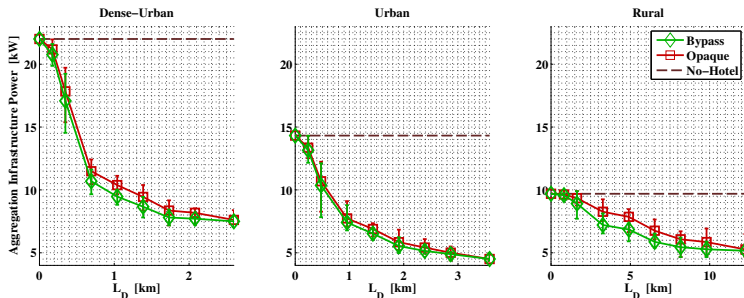 Dense-Urban
Urban
Rural
Aggregation Infrastructure Power [kW]
20
15
10
5
0
1
2
L_D [km]
20
15
10
5
0
1
2
3
L_D [km]
Bypass
Opaque
No-Hotel
20
15
10
5
0
5
10
L_D [km]